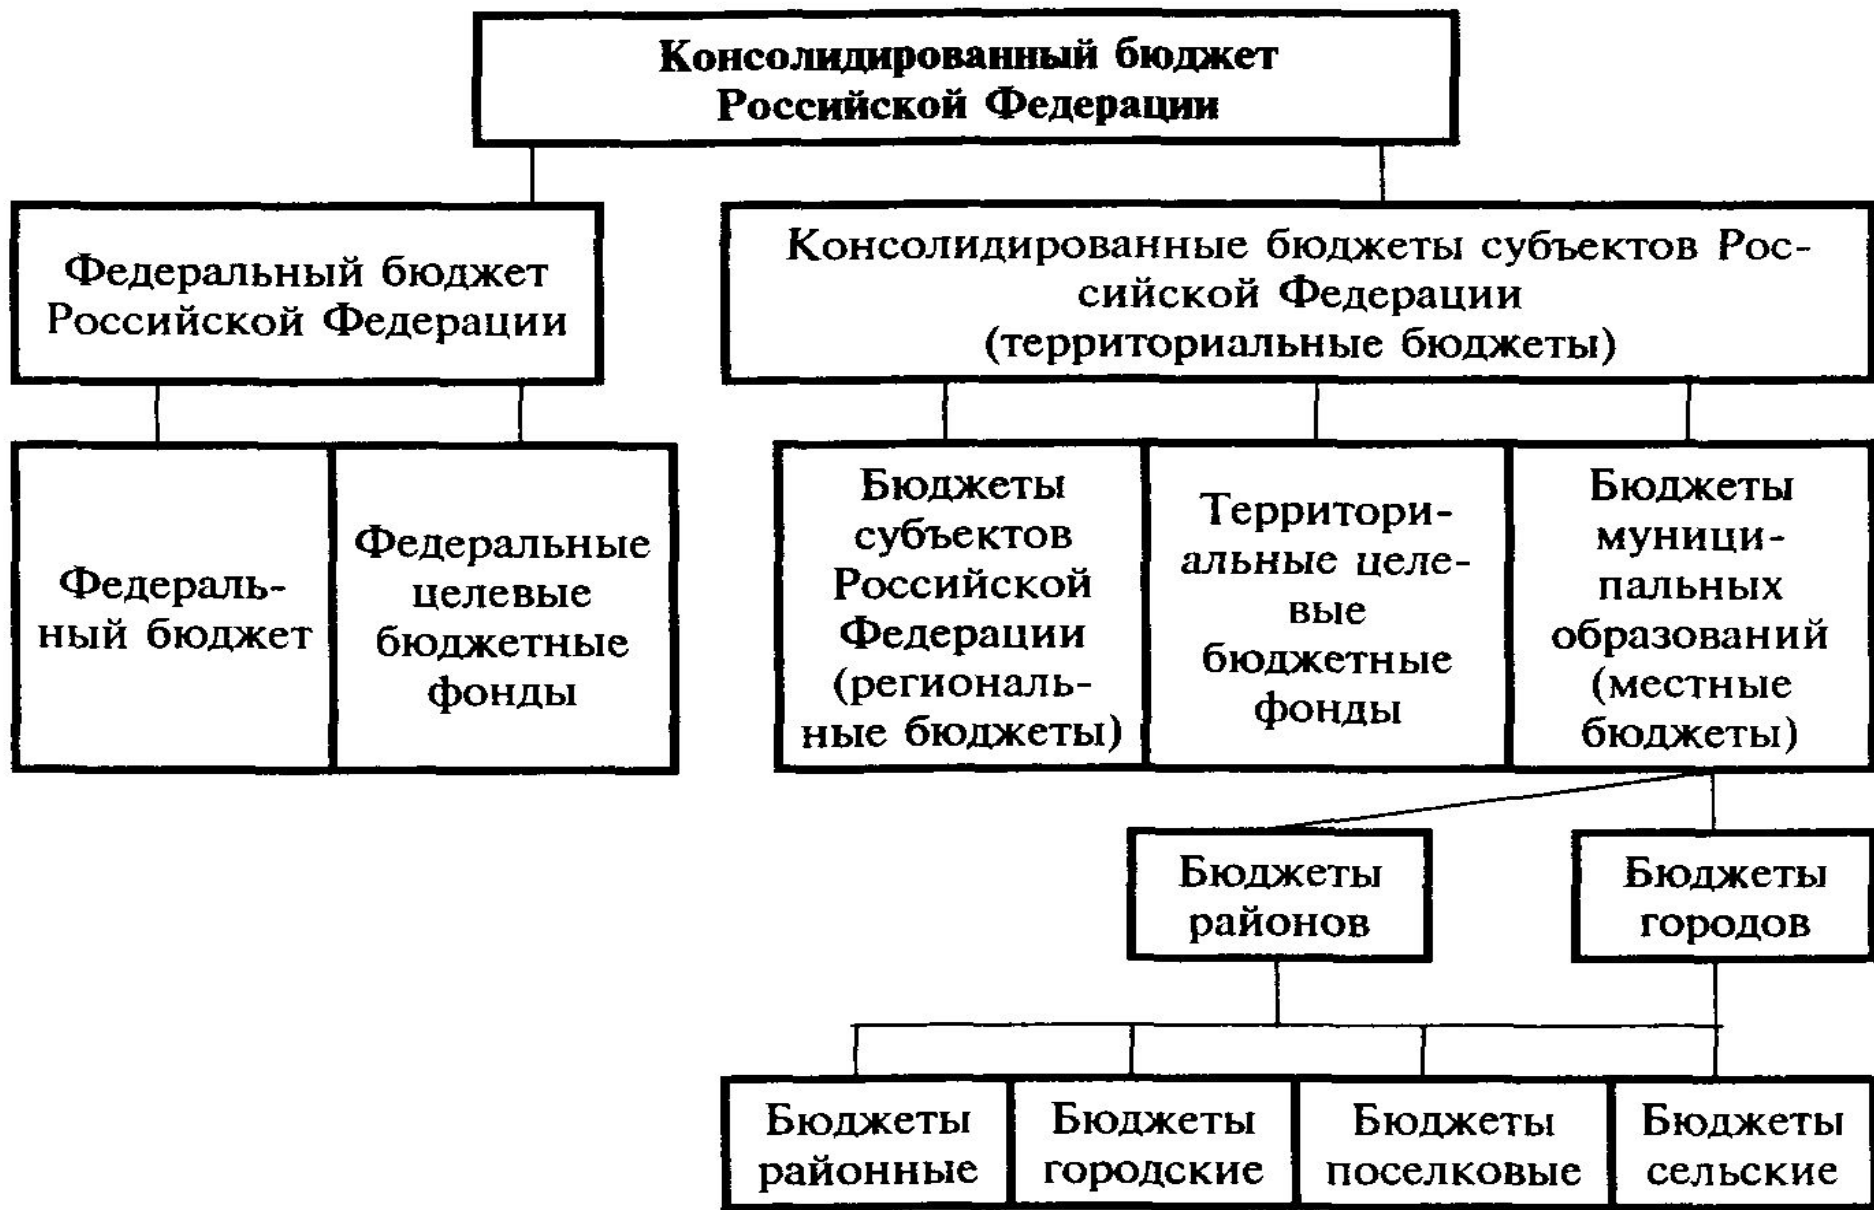 Консолидированный бюджет
Российской Федерации
Федеральный бюджет
Российской Федерации
Консолидированные бюджеты субъектов Рос-
сийской Федерации
(территориальные бюджеты)
Федераль-
ный бюджет
Федеральные
целевые
бюджетные
фонды
Бюджеты
субъектов
Российской
Федерации
(региональ-
ные бюджеты)
Территори-
альные целе-
вые
бюджетные
фонды
Бюджеты
муници-
пальных
образований
(местные
бюджеты)
Бюджеты
районов
Бюджеты
городов
Бюджеты
районные
Бюджеты
городские
Бюджеты
поселковые
Бюджеты
сельские